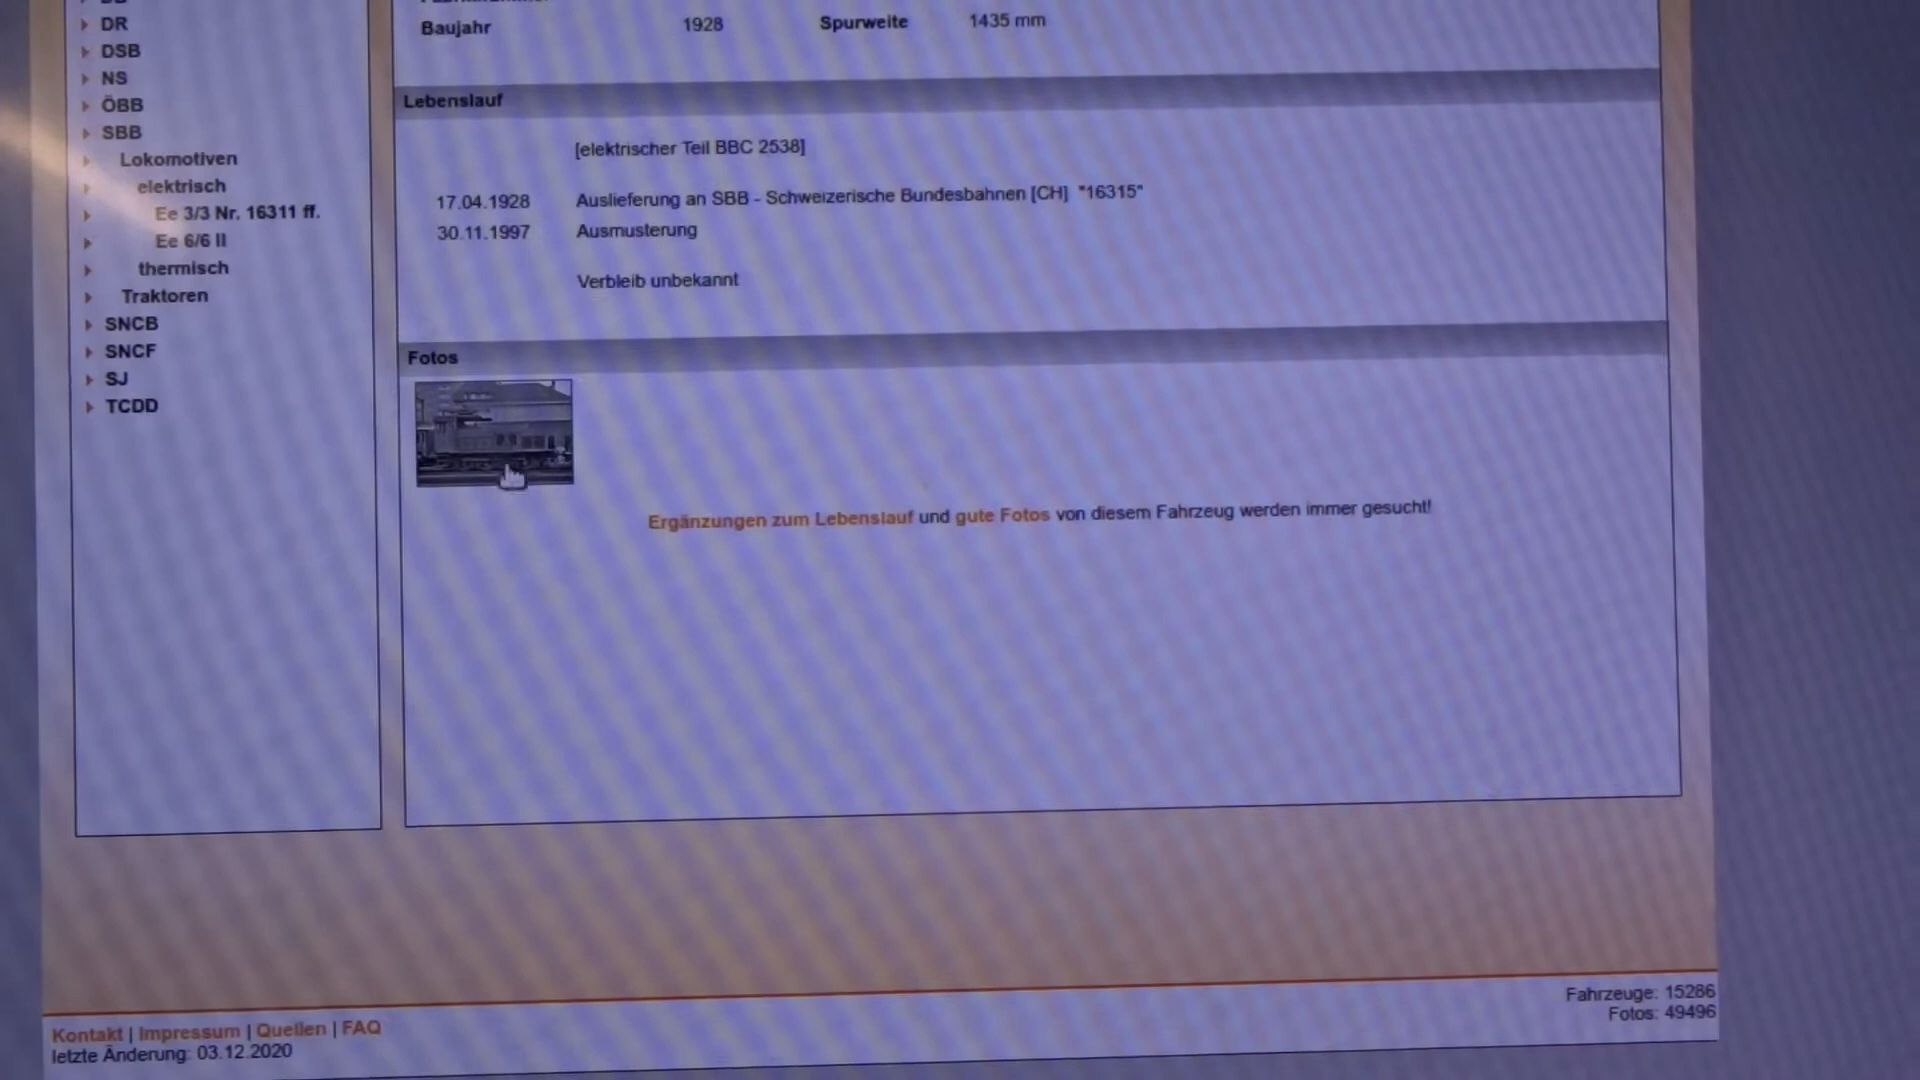 DR
DSB
NS
ÖBB
SBB
Lokomotiven
elektrisch
Ee 3/3 Nr. 16311 ff.
Ee 6/6 II
thermisch
Traktoren
SNCB
SNCF
SJ
TCDD
Baujahr 1928 Spurweite 1435 mm
Lebenslauf
[elektrischer Teil BBC 2538]
17.04.1928 Auslieferung an SBB - Schweizerische Bundesbahnen [CH] "16315"
30.11.1997 Ausmusterung
Verbleib unbekannt
Fotos
Ergänzungen zum Lebenslauf und gute Fotos von diesem Fahrzeug werden immer gesucht!
Fahrzeuge: 15286
Fotos: 49496
Kontakt | Impressum | Quellen | FAQ
letzte Änderung: 03.12.2020